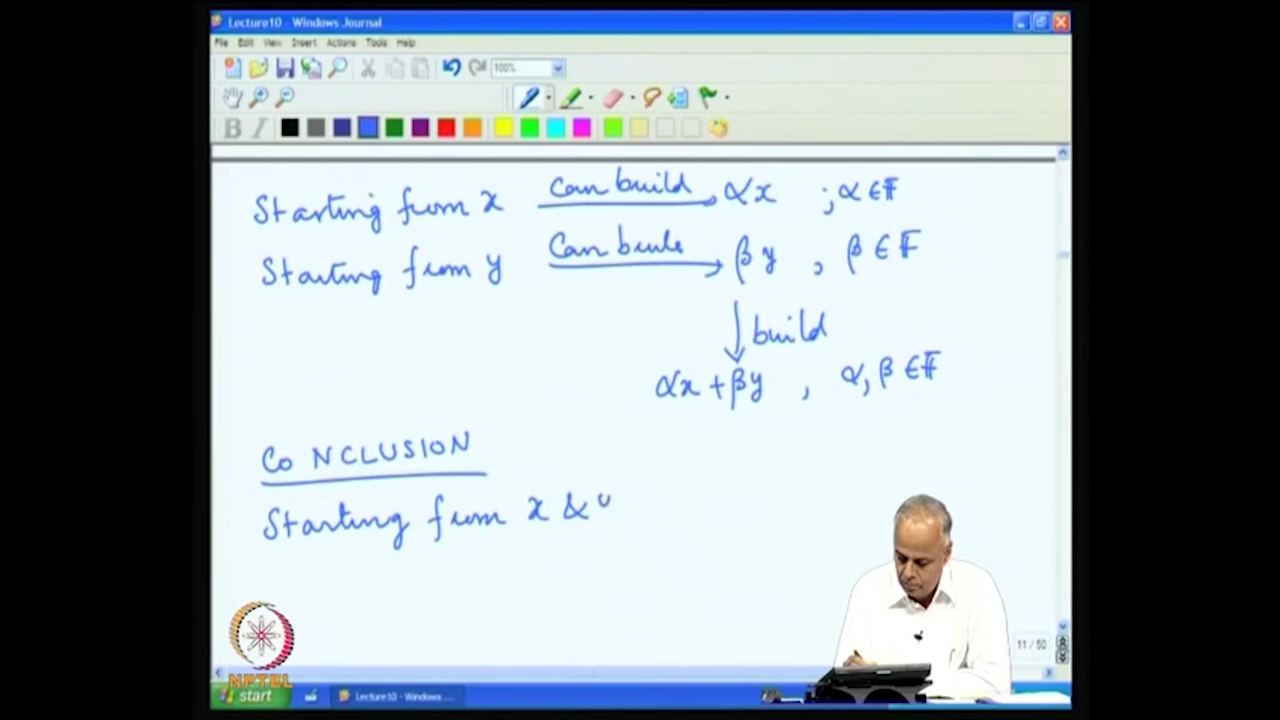 Lecture10 - Windows Journal
File Edit View Insert Actions Tools Help
100%
B I
Starting from x can build αx ; α ∈ F
Starting from y Can build βy , β ∈ F
build
αx + βy , α, β ∈ F
CONCLUSION
Starting from x &
11 / 50
NPTEL
start Lecture10 - Windows ...